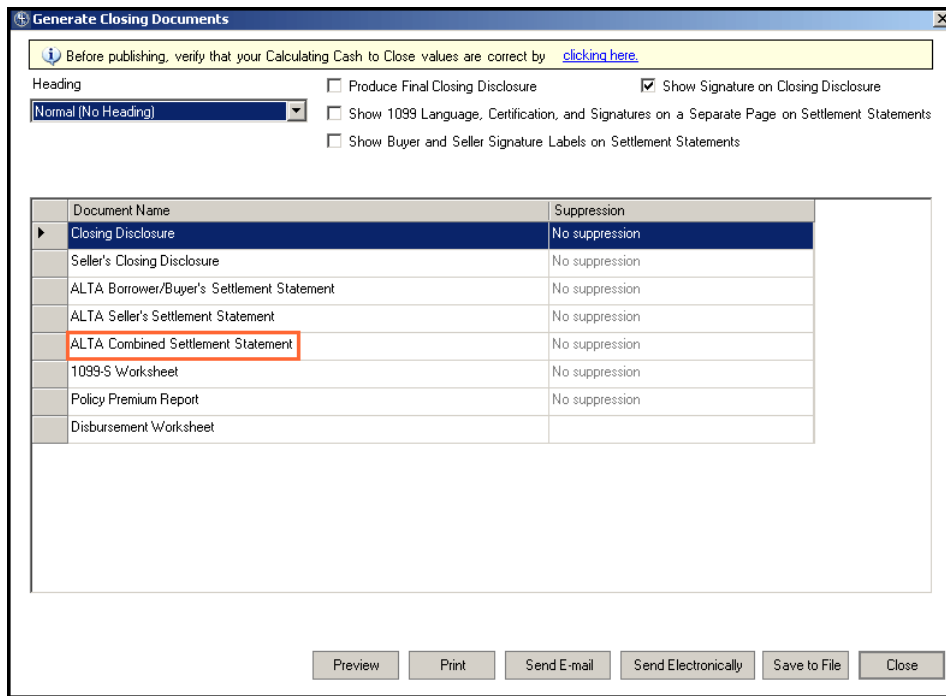 Generate Closing Documents
Before publishing, verify that your Calculating Cash to Close values are correct by clicking here.
Heading
Normal (No Heading)
Produce Final Closing Disclosure
Show Signature on Closing Disclosure
Show 1099 Language, Certification, and Signatures on a Separate Page on Settlement Statements
Show Buyer and Seller Signature Labels on Settlement Statements
Document Name Suppression
Closing Disclosure No suppression
Seller's Closing Disclosure No suppression
ALTA Borrower/Buyer's Settlement Statement No suppression
ALTA Seller's Settlement Statement No suppression
ALTA Combined Settlement Statement No suppression
1099-S Worksheet No suppression
Policy Premium Report No suppression
Disbursement Worksheet
Preview Print Send E-mail Send Electronically Save to File Close